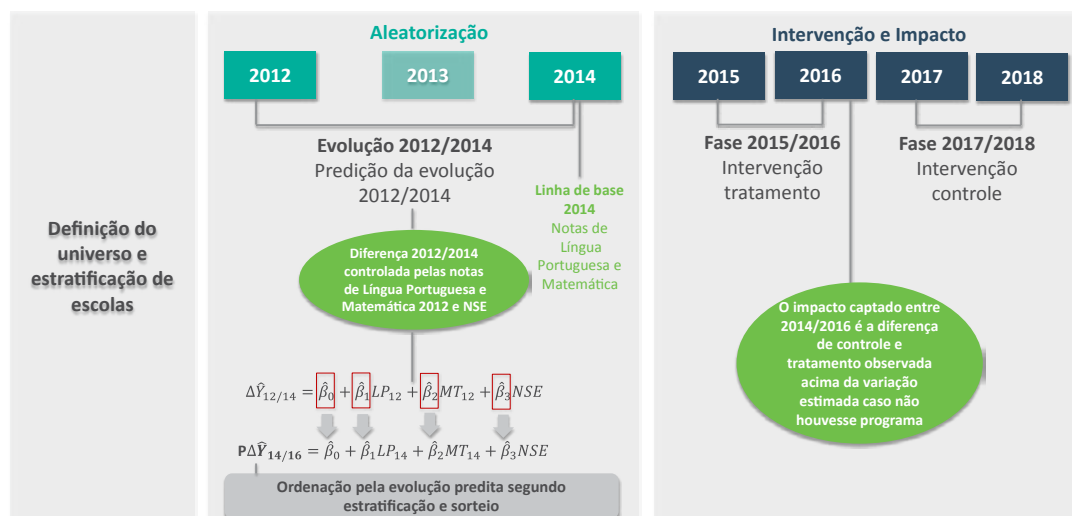 Definição do
universo e
estratificação de
escolas
Aleatorização
2012
2013
2014
Evolução 2012/2014
Predição da evolução
2012/2014
Linha de base
2014
Notas de
Língua
Portuguesa e
Matemática
Diferença 2012/2014
controlada pelas notas
de Língua Portuguesa e
Matemática 2012 e NSE
Δ𝑌̂₁₂/₁₄ = β̂₀ + β̂₁LP₁₂ + β̂₂MT₁₂ + β̂₃NSE
PΔŶ₁₄/₁₆ = β̂₀ + β̂₁LP₁₄ + β̂₂MT₁₄ + β̂₃NSE
Ordenação pela evolução predita segundo
estratificação e sorteio
Intervenção e Impacto
2015
2016
2017
2018
Fase 2015/2016
Intervenção
tratamento
Fase 2017/2018
Intervenção
controle
O impacto captado entre
2014/2016 é a diferença
de controle e
tratamento observada
acima da variação
estimada caso não
houvesse programa